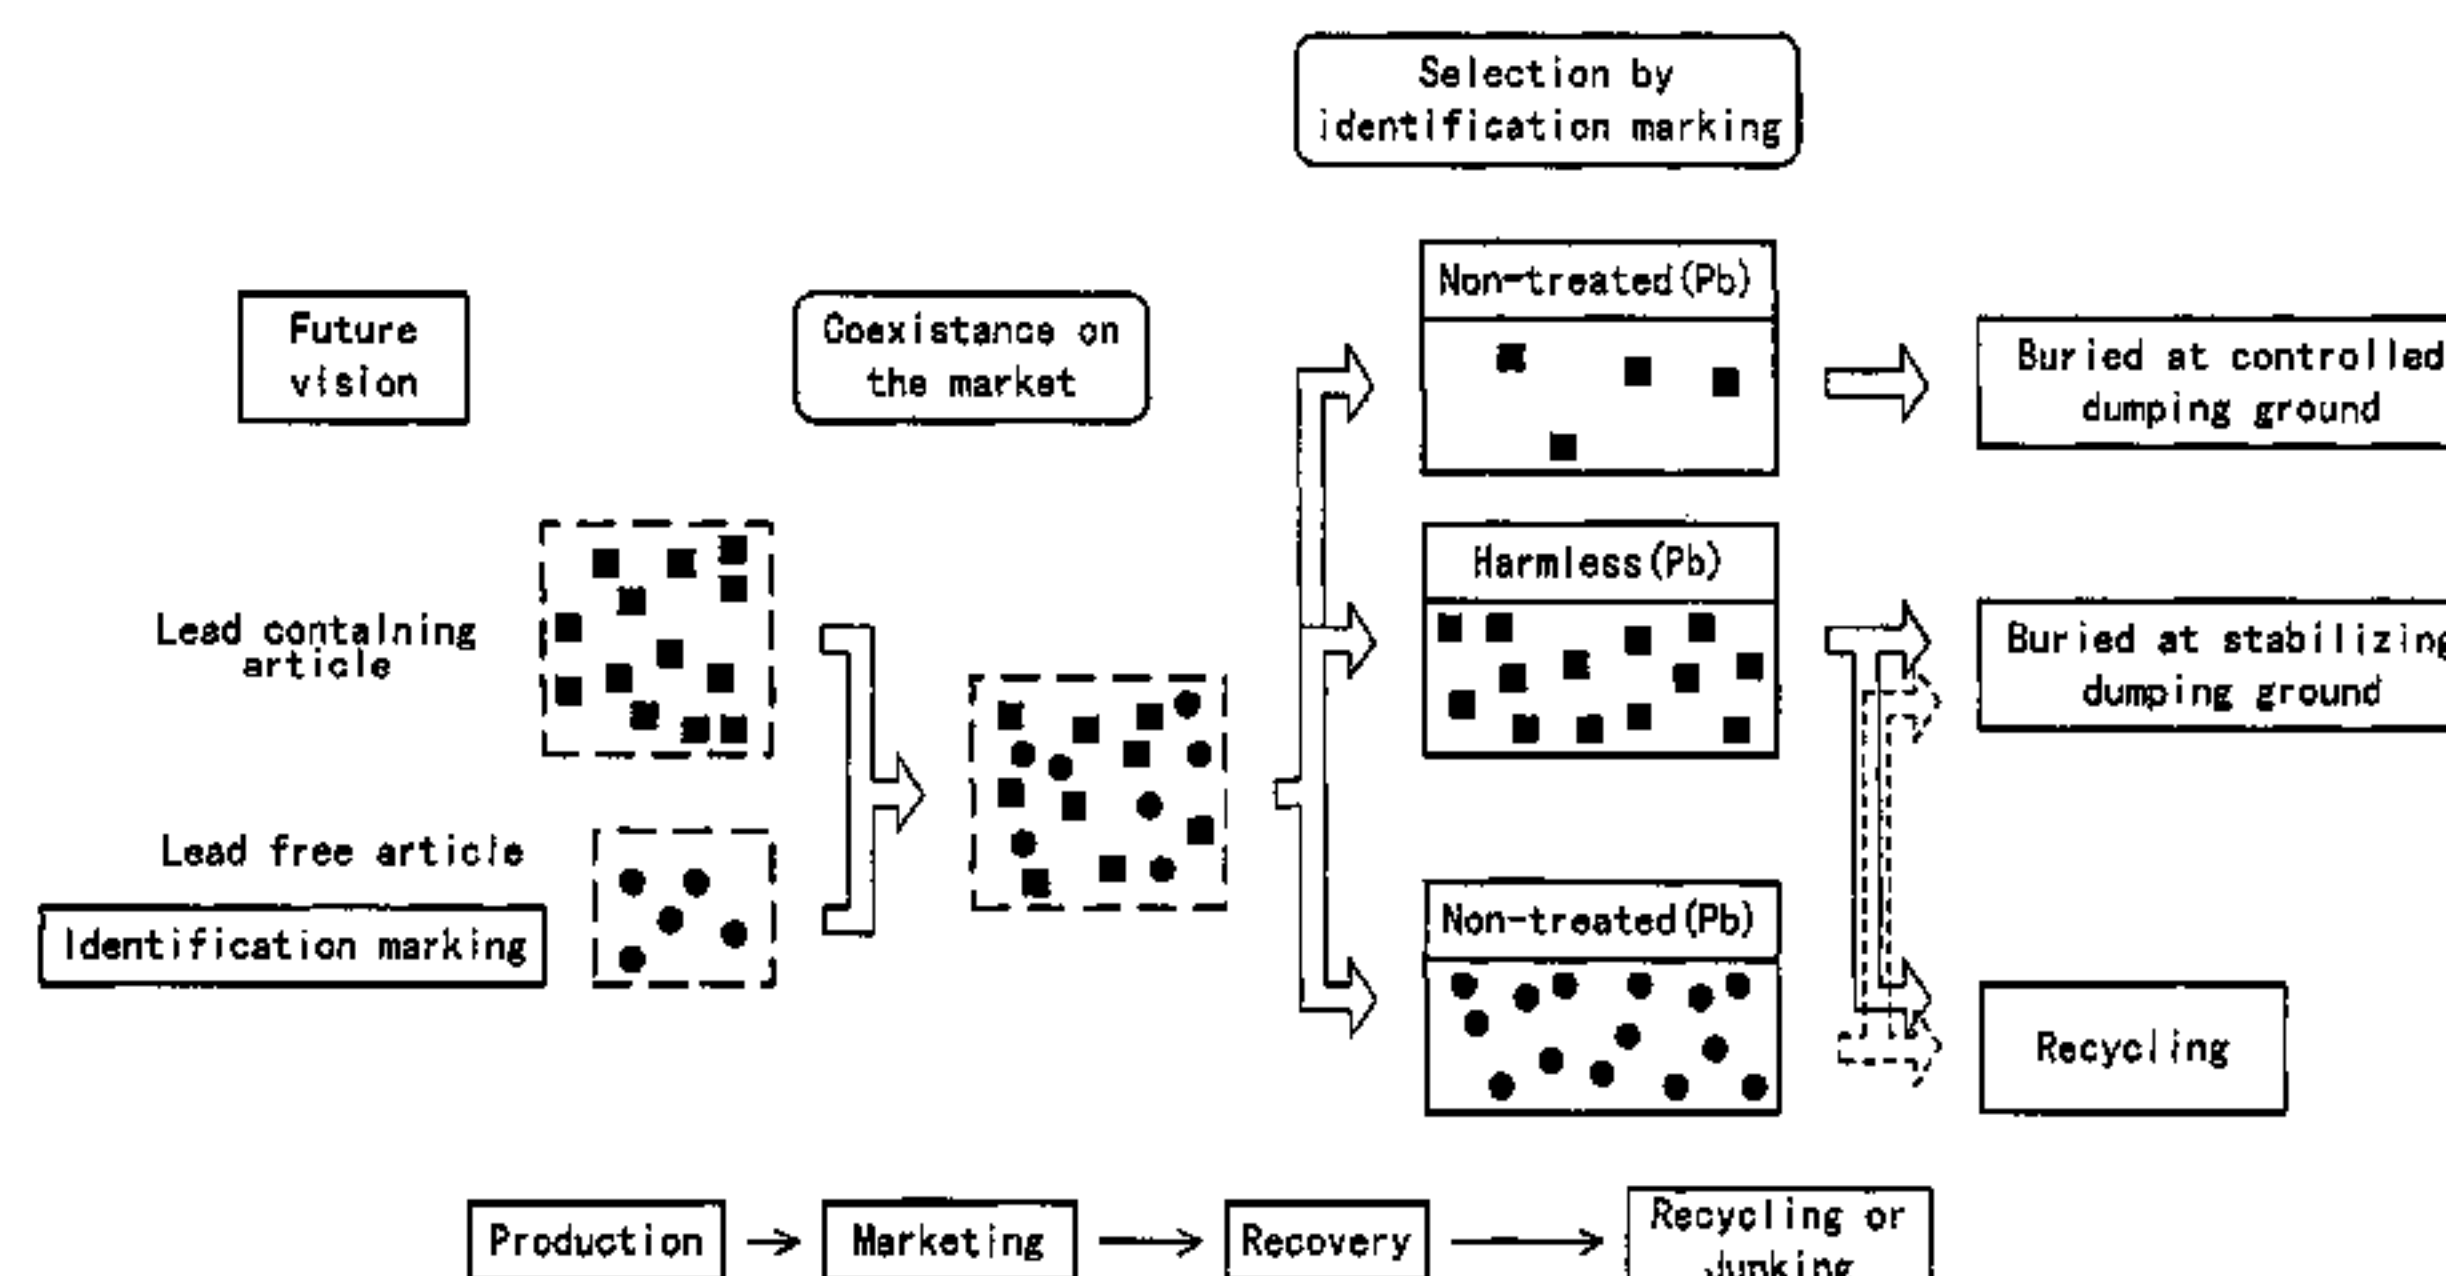 Selection by
identification marking
Non-treated(Pb)
Future
vision
Coexistance on
the market
Buried at controlled
dumping ground
Harmless(Pb)
Lead containing
article
Buried at stabilizing
dumping ground
Lead free article
Identification marking
Non-treated(Pb)
Recycling
Production
Marketing
Recovery
Recycling or
Junking